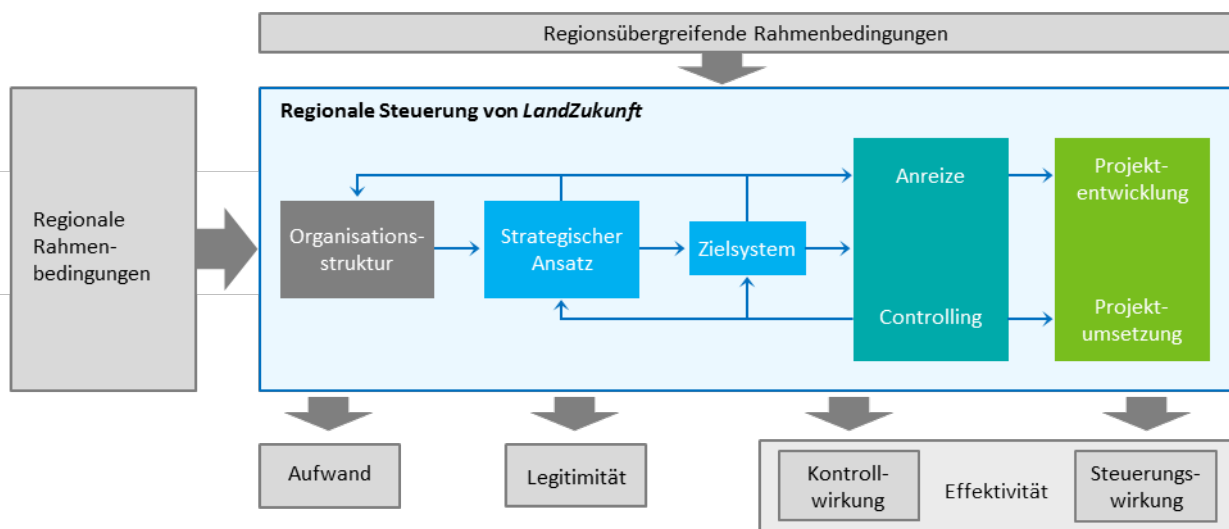 Regionsübergreifende Rahmenbedingungen
Regionale Steuerung von LandZukunft
Regionale
Rahmen-
bedingungen
Organisations-
struktur
Strategischer
Ansatz
Zielsystem
Anreize
Controlling
Projekt-
entwicklung
Projekt-
umsetzung
Aufwand
Legitimität
Kontroll-
wirkung
Effektivität
Steuerungs-
wirkung